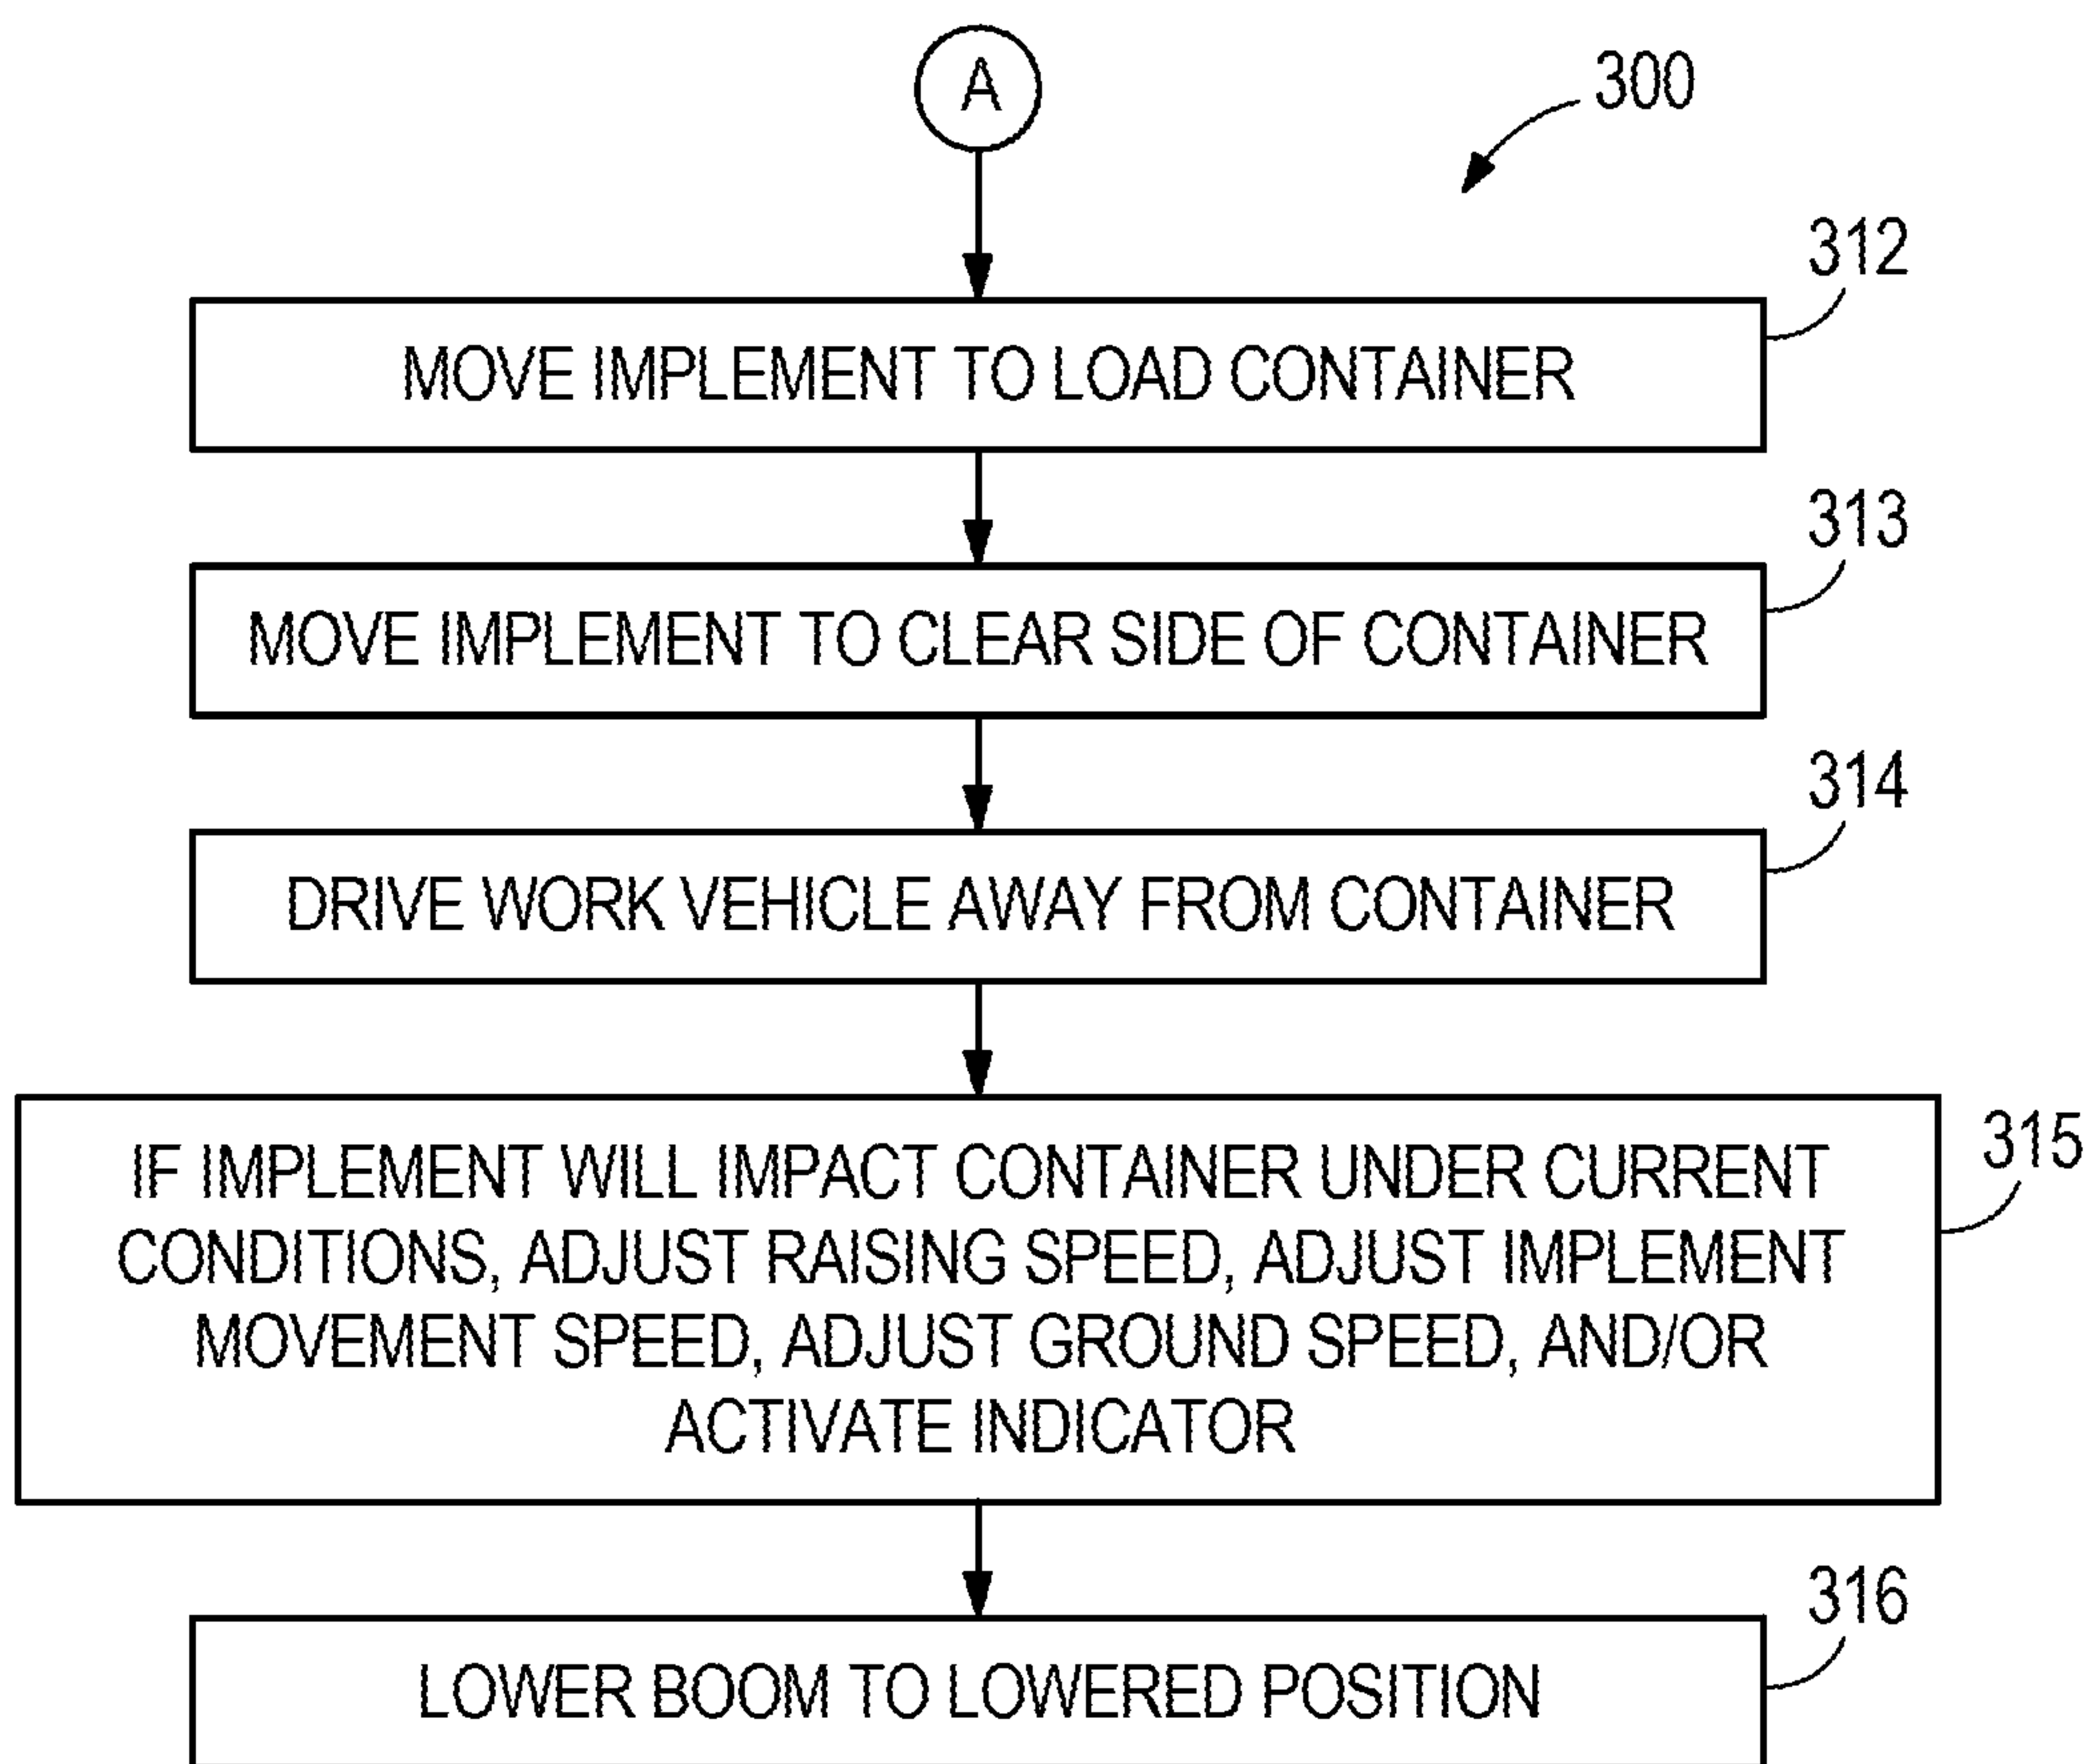 A
300
312
MOVE IMPLEMENT TO LOAD CONTAINER
313
MOVE IMPLEMENT TO CLEAR SIDE OF CONTAINER
314
DRIVE WORK VEHICLE AWAY FROM CONTAINER
315
IF IMPLEMENT WILL IMPACT CONTAINER UNDER CURRENT
CONDITIONS, ADJUST RAISING SPEED, ADJUST IMPLEMENT
MOVEMENT SPEED, ADJUST GROUND SPEED, AND/OR
ACTIVATE INDICATOR
316
LOWER BOOM TO LOWERED POSITION